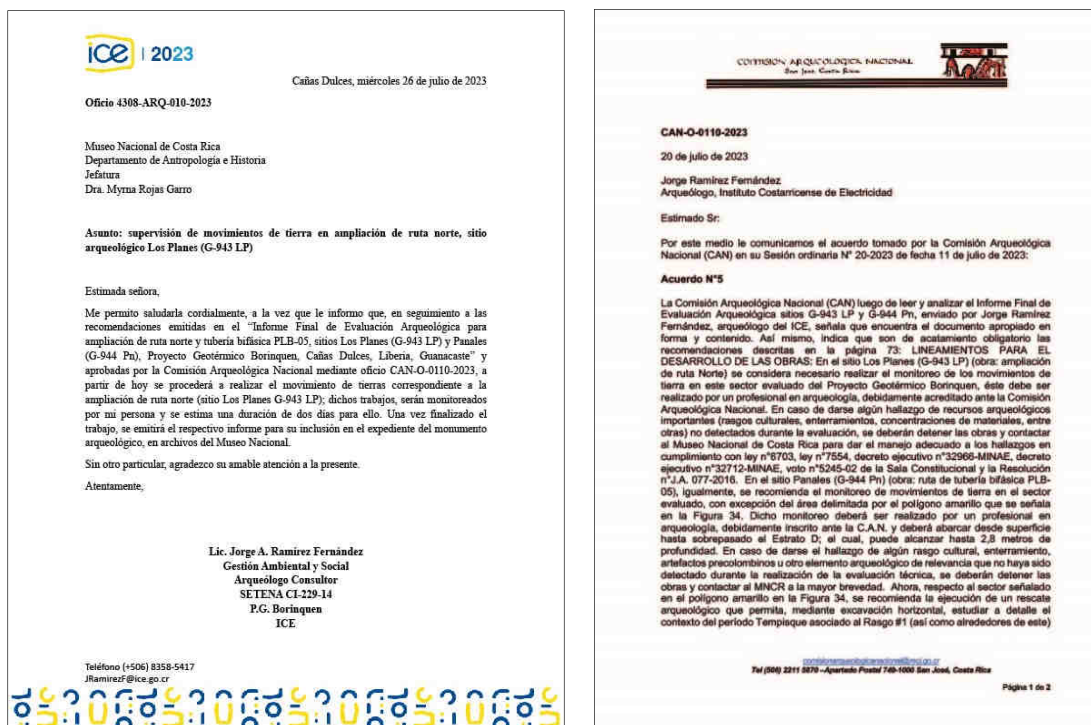 ice | 2023
Cañas Dulces, miércoles 26 de julio de 2023
Oficio 4308-ARQ-010-2023
Museo Nacional de Costa Rica
Departamento de Antropología e Historia
Jefatura
Dra. Myrna Rojas Garro
Asunto: supervisión de movimientos de tierra en ampliación de ruta norte, sitio
arqueológico Los Planes (G-943 LP)
Estimada señora,
Me permito saludarla cordialmente, a la vez que le informo que, en seguimiento a las
recomendaciones emitidas en el “Informe Final de Evaluación Arqueológica para
ampliación de ruta norte y tubería bifásica PLB-05, sitios Los Planes (G-943 LP) y Panales
(G-944 Pn), Proyecto Geotérmico Borinquen, Cañas Dulces, Liberia, Guanacaste” y
aprobadas por la Comisión Arqueológica Nacional mediante oficio CAN-O-0110-2023, a
partir de hoy se procederá a realizar el movimiento de tierras correspondiente a la
ampliación de ruta norte (sitio Los Planes G-943 LP); dichos trabajos, serán monitoreados
por mi persona y se estima una duración de dos días para ello. Una vez finalizado el
trabajo, se emitirá el respectivo informe para su inclusión en el expediente del monumento
arqueológico, en archivos del Museo Nacional.
Sin otro particular, agradezco su amable atención a la presente.
Atentamente,
Lic. Jorge A. Ramírez Fernández
Gestión Ambiental y Social
Arqueólogo Consultor
SETENA CI-229-14
P.G. Borinquen
ICE
Teléfono (+506) 8358-5417
JRamirezF@ice.go.cr
COMISION ARQUEOLOGICA NACIONAL
San José, Costa Rica
CAN-O-0110-2023
20 de julio de 2023
Jorge Ramírez Fernández
Arqueólogo, Instituto Costarricense de Electricidad
Estimado Sr:
Por este medio le comunicamos el acuerdo tomado por la Comisión Arqueológica
Nacional (CAN) en su Sesión ordinaria N° 20-2023 de fecha 11 de julio de 2023:
Acuerdo N°5
La Comisión Arqueológica Nacional (CAN) luego de leer y analizar el Informe Final de
Evaluación Arqueológica sitios G-943 LP y G-944 Pn, enviado por Jorge Ramírez
Fernández, arqueólogo del ICE, señala que encuentra el documento apropiado en
forma y contenido. Así mismo, indica que son de acatamiento obligatorio las
recomendaciones descritas en la página 73: LINEAMIENTOS PARA EL
DESARROLLO DE LAS OBRAS: En el sitio Los Planes (G-943 LP) (obra: ampliación
de ruta Norte) se considera necesario realizar el monitoreo de los movimientos de
tierra en este sector evaluado del Proyecto Geotérmico Borinquen, éste debe ser
realizado por un profesional en arqueología, debidamente acreditado ante la Comisión
Arqueológica Nacional. En caso de darse algún hallazgo de recursos arqueológicos
importantes (rasgos culturales, enterramientos, concentraciones de materiales, entre
otras) no detectados durante la evaluación, se deberán detener las obras y contactar
al Museo Nacional de Costa Rica para dar el manejo adecuado a los hallazgos en
cumplimiento con ley n°6703, ley n°7554, decreto ejecutivo n°32966-MINAE, decreto
ejecutivo n°32712-MINAE, voto n°5245-02 de la Sala Constitucional y la Resolución
n°J.A. 077-2016. En el sitio Panales (G-944 Pn) (obra: ruta de tubería bifásica PLB-
05), igualmente, se recomienda el monitoreo de movimientos de tierra en el sector
evaluado, con excepción del área delimitada por el polígono amarillo que se señala
en la Figura 34. Dicho monitoreo deberá ser realizado por un profesional en
arqueología, debidamente inscrito ante la C.A.N. y deberá abarcar desde superficie
hasta sobrepasado el Estrato D; el cual, puede alcanzar hasta 2,8 metros de
profundidad. En caso de darse el hallazgo de algún rasgo cultural, enterramiento,
artefactos precolombinos u otro elemento arqueológico de relevancia que no haya sido
detectado durante la realización de la evaluación técnica, se deberán detener las
obras y contactar al MNCR a la mayor brevedad. Ahora, respecto al sector señalado
en el polígono amarillo en la Figura 34, se recomienda la ejecución de un rescate
arqueológico que permita, mediante excavación horizontal, estudiar a detalle el
contexto del período Tempisque asociado al Rasgo #1 (así como alrededores de este)
Tel (506) 2211 5870 –Apartado Postal 749-1000 San José, Costa Rica
Página 1 de 2